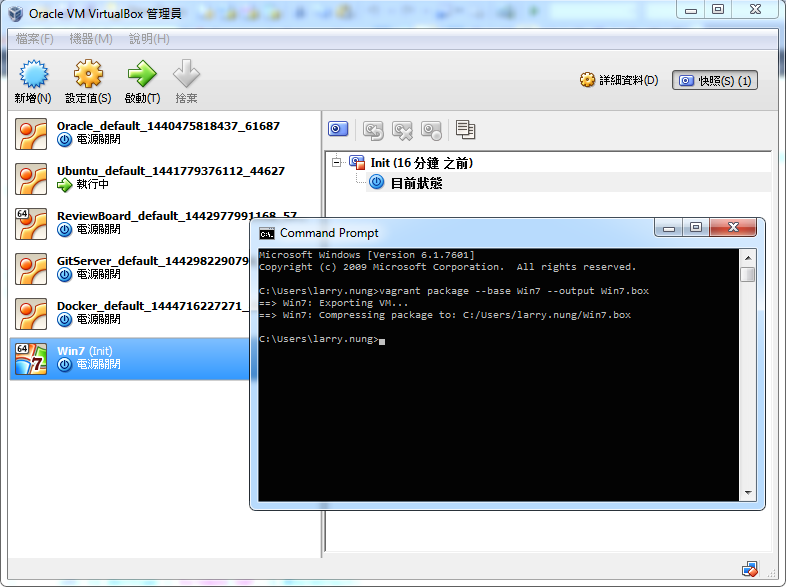 Oracle VM VirtualBox 管理員
檔案(F) 機器(M) 說明(H)
新增(N) 設定值(S) 啟動(T) 捨棄
詳細資料(D) 快照(S) (1)
Oracle_default_1440475818437_61687
電源關閉
Ubuntu_default_1441779376112_44627
執行中
64
ReviewBoard_default_1442977991168_57
電源關閉
GitServer_default_144298229079
電源關閉
Docker_default_1444716227271_
電源關閉
64
7
Win7 (Init)
電源關閉
Init (16 分鐘 之前)
目前狀態
C:\.
Command Prompt
Microsoft Windows [Version 6.1.7601]
Copyright (c) 2009 Microsoft Corporation.  All rights reserved.
C:\Users\larry.nung>vagrant package --base Win7 --output Win7.box
==> Win7: Exporting VM...
==> Win7: Compressing package to: C:/Users/larry.nung/Win7.box
C:\Users\larry.nung>